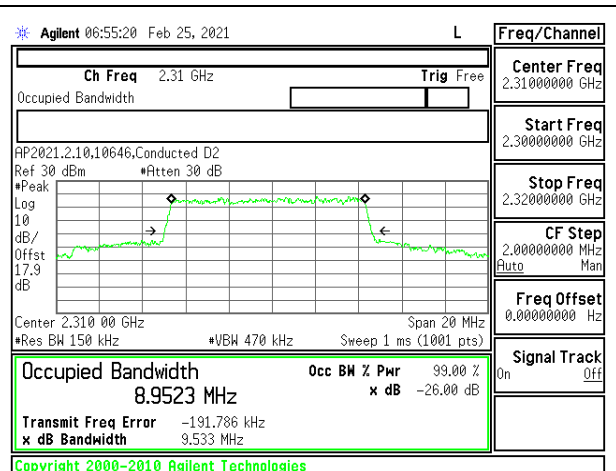 Agilent 06:55:20 Feb 25, 2021 L
Freq/Channel
Ch Freq 2.31 GHz Trig Free
Occupied Bandwidth
Center Freq
2.31000000 GHz
Start Freq
2.30000000 GHz
Stop Freq
2.32000000 GHz
CF Step
2.00000000 MHz
Auto Man
Freq Offset
0.00000000 Hz
Signal Track
On Off
AP2021.2.10,10646,Conducted D2
Ref 30 dBm #Atten 30 dB
#Peak
Log
10
dB/
Offst
17.9
dB
Center 2.310 00 GHz Span 20 MHz
#Res BW 150 kHz #VBW 470 kHz Sweep 1 ms (1001 pts)
Occupied Bandwidth Occ BW % Pwr 99.00 %
8.9523 MHz x dB -26.00 dB
Transmit Freq Error -191.786 kHz
x dB Bandwidth 9.533 MHz
Copyright 2000-2010 Agilent Technologies